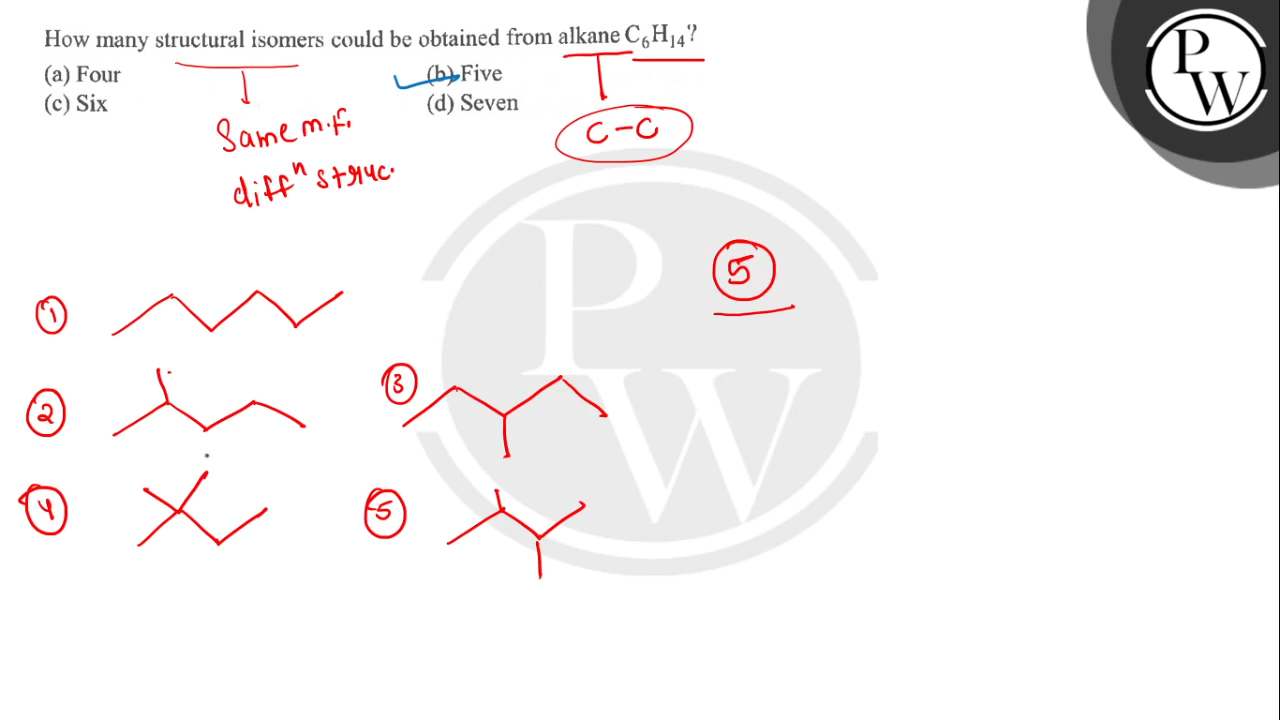 How many structural isomers could be obtained from alkane C₆H₁₄?
(a) Four
(b) Five
(c) Six
(d) Seven
C-C
Same m.f.
diffⁿ struc.
5
1
2
3
4
5
P
W
P
W